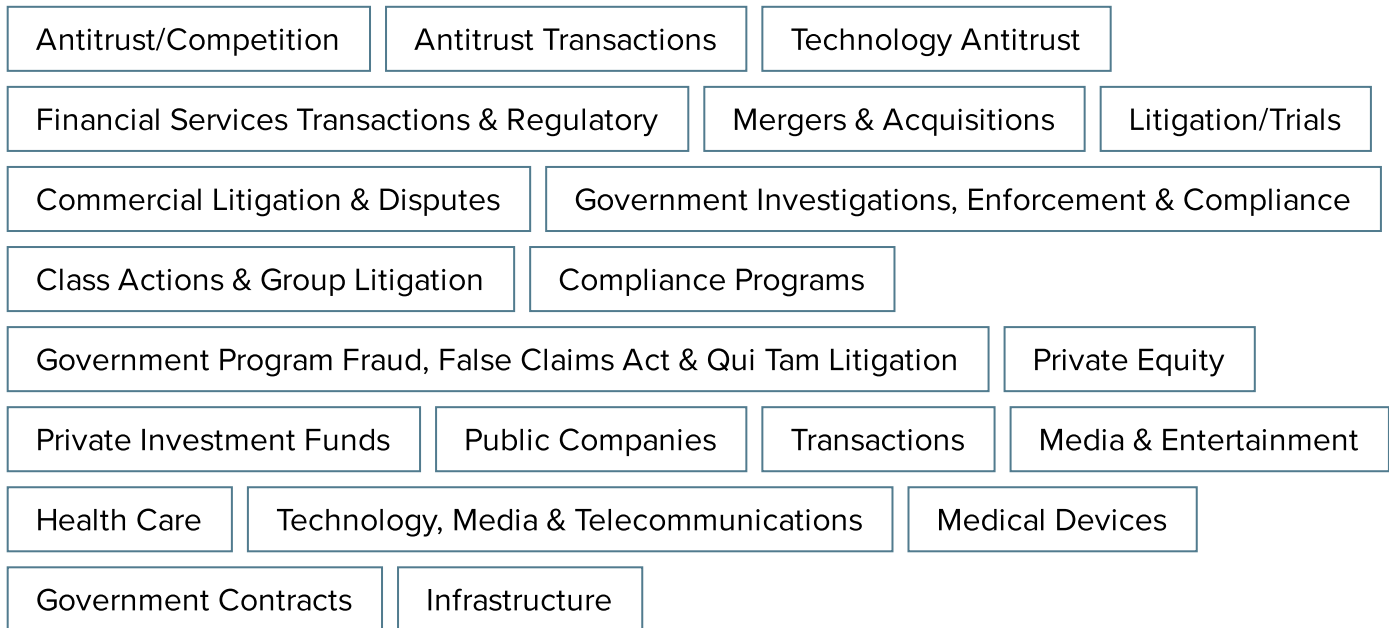 Antitrust/Competition Antitrust Transactions Technology Antitrust
Financial Services Transactions & Regulatory Mergers & Acquisitions Litigation/Trials
Commercial Litigation & Disputes Government Investigations, Enforcement & Compliance
Class Actions & Group Litigation Compliance Programs
Government Program Fraud, False Claims Act & Qui Tam Litigation Private Equity
Private Investment Funds Public Companies Transactions Media & Entertainment
Health Care Technology, Media & Telecommunications Medical Devices
Government Contracts Infrastructure